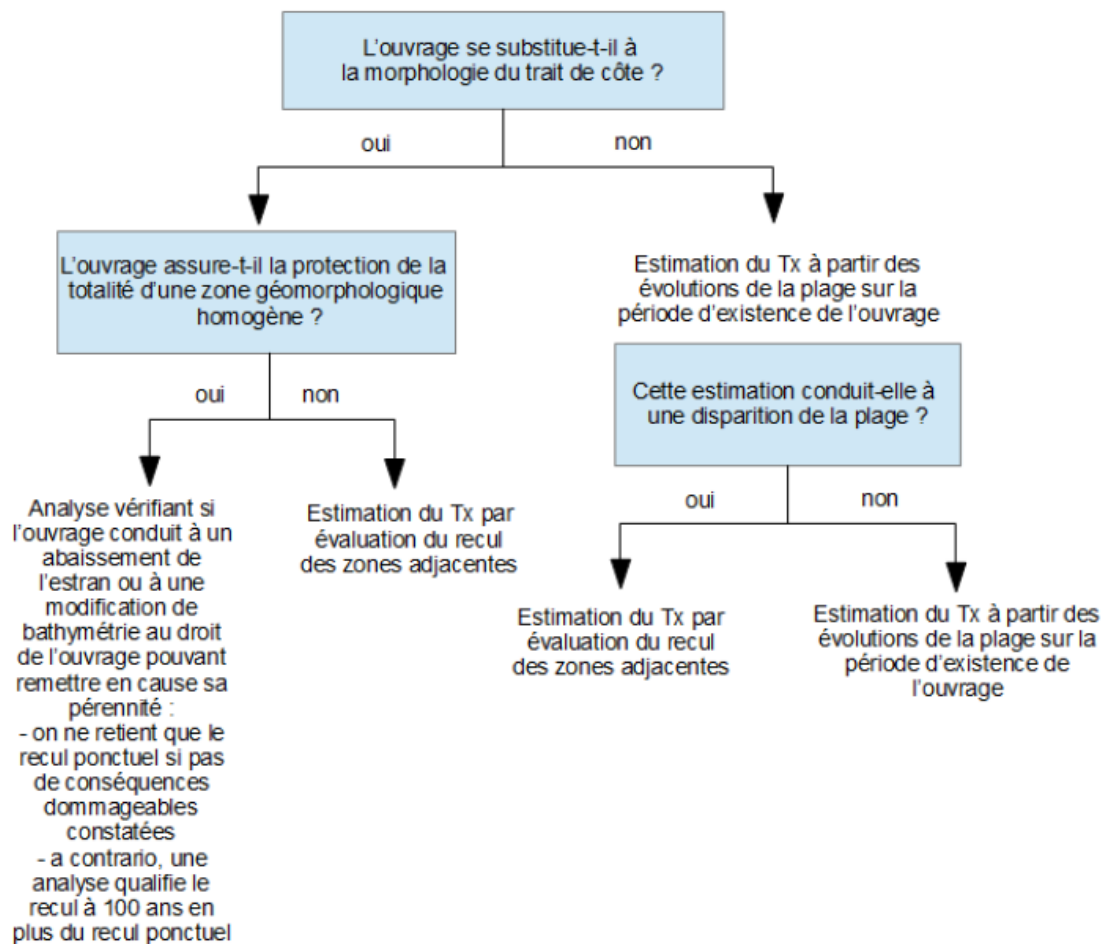 L'ouvrage se substitue-t-il à
la morphologie du trait de côte ?
oui
non
L'ouvrage assure-t-il la protection de la
totalité d'une zone géomorphologique
homogène ?
Estimation du Tx à partir des
évolutions de la plage sur la
période d'existence de l'ouvrage
Cette estimation conduit-elle à
une disparition de la plage ?
oui
non
Analyse vérifiant si
l'ouvrage conduit à un
abaissement de
l'estran ou à une
modification de
bathymétrie au droit
de l'ouvrage pouvant
remettre en cause sa
pérennité :
- on ne retient que le
recul ponctuel si pas
de conséquences
dommageables
constatées
- a contrario, une
analyse qualifie le
recul à 100 ans en
plus du recul ponctuel
Estimation du Tx par
évaluation du recul
des zones adjacentes
oui
non
Estimation du Tx par
évaluation du recul
des zones adjacentes
Estimation du Tx à partir des
évolutions de la plage sur la
période d'existence de
l'ouvrage